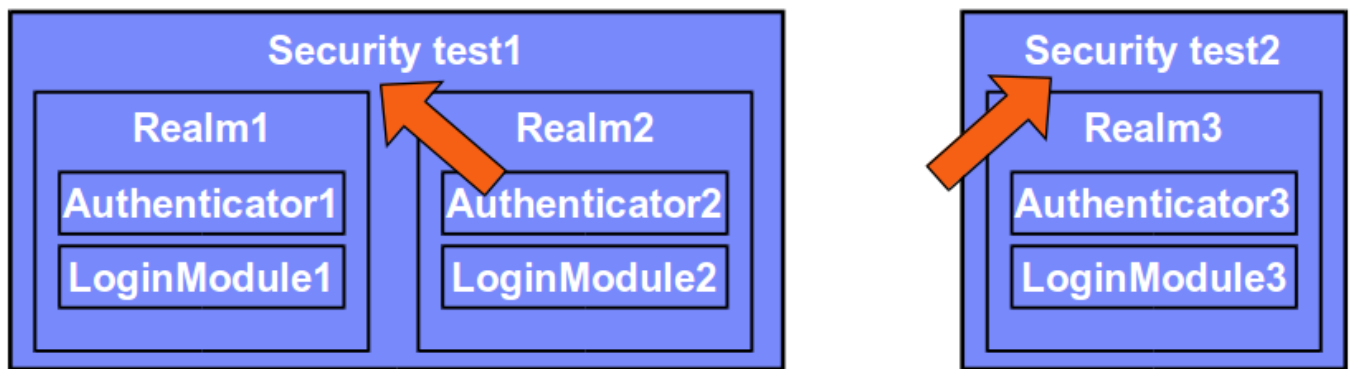 Security test1
Realm1
Authenticator1
LoginModule1
Realm2
Authenticator2
LoginModule2
Security test2
Realm3
Authenticator3
LoginModule3